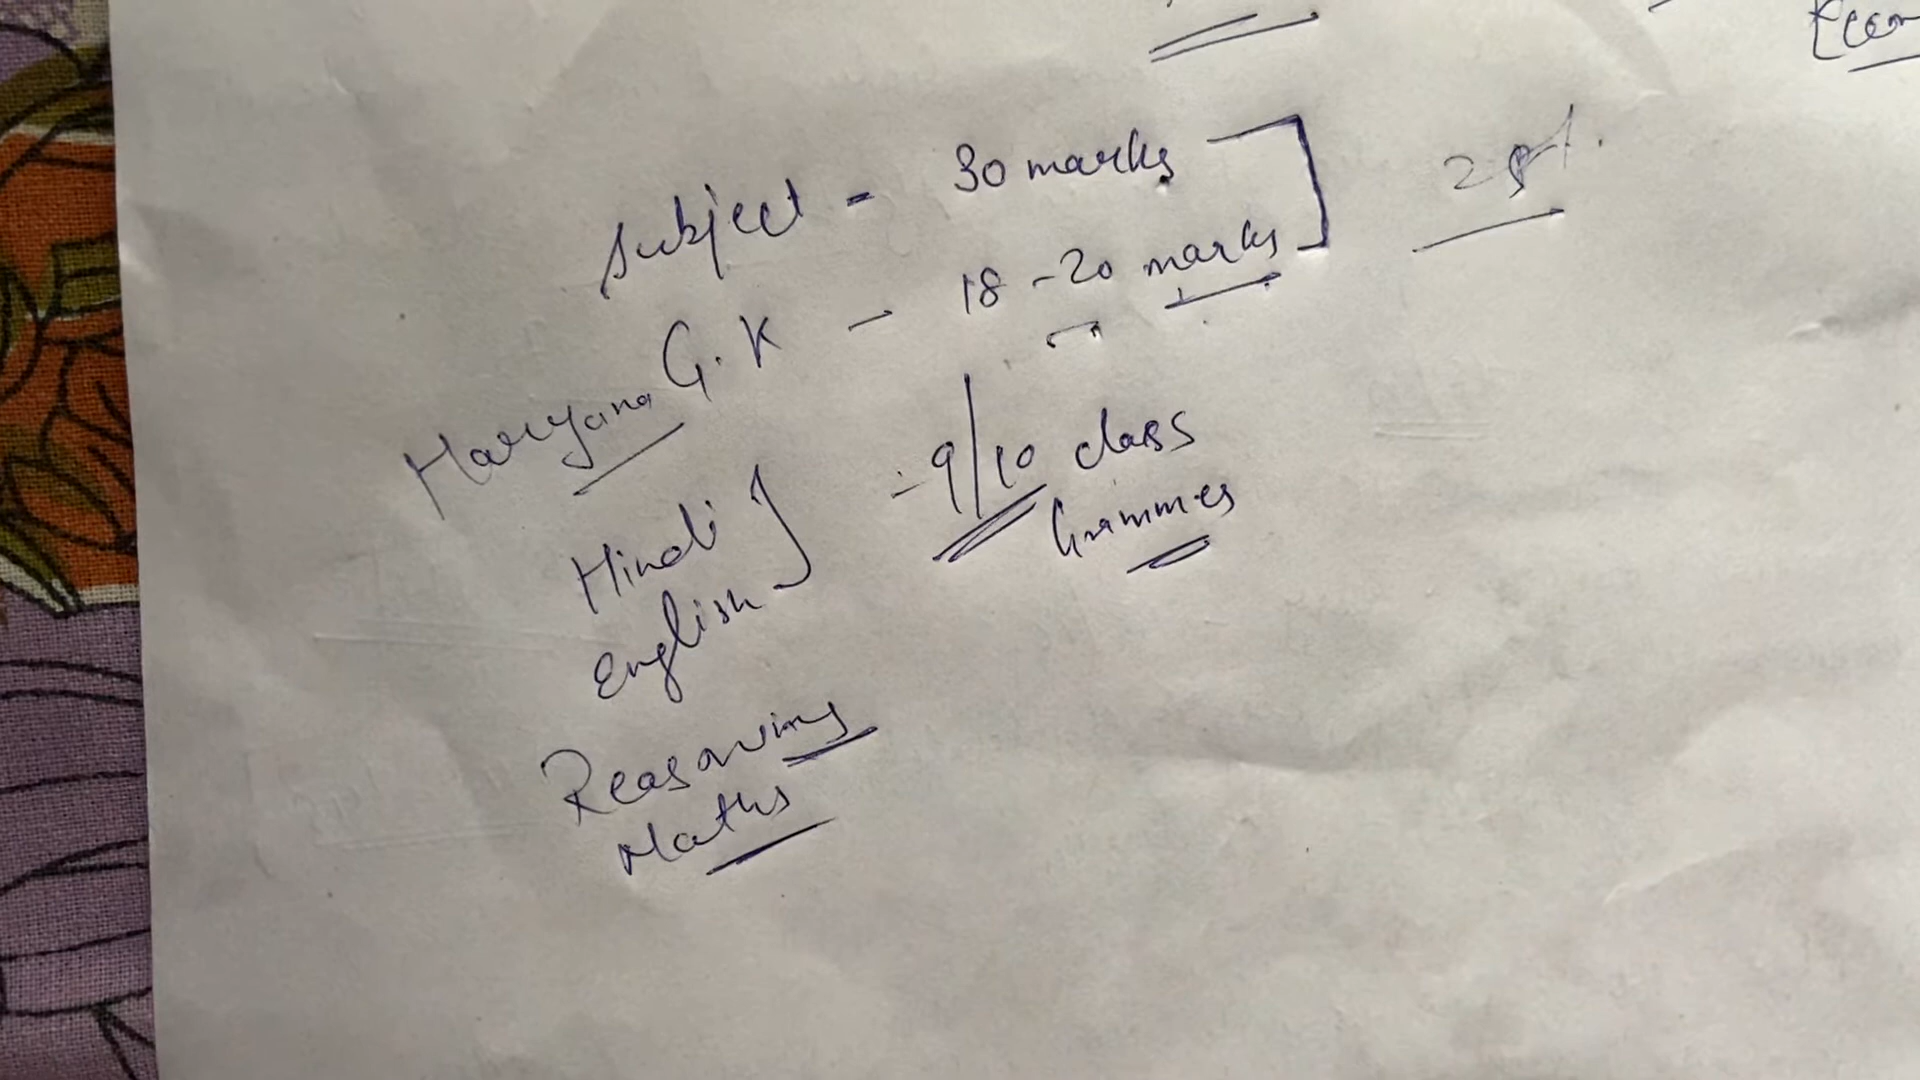 Subject - 30 marks
Haryana G.K - 18-20 marks
Hindi
English - 9/10 class
Grammer
Reasoning
Maths